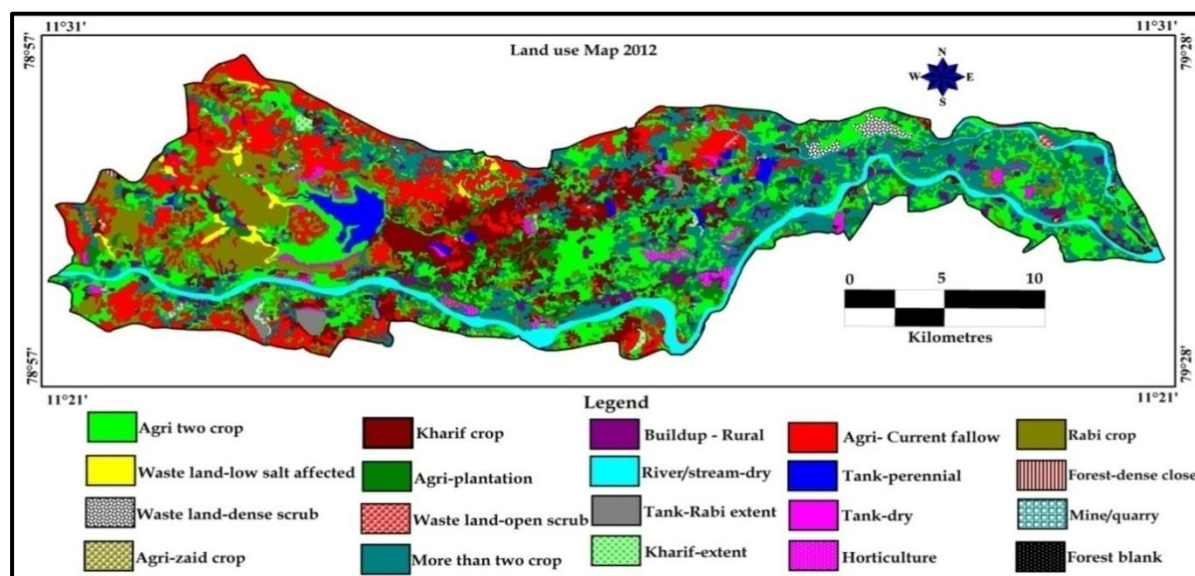 11°31' 11°31'
78°57' 79°28'
Land use Map 2012
N
W E
S
0 5 10
Kilometres
78°57' 79°28'
11°21' 11°21'
Legend
Agri two crop Kharif crop Buildup - Rural Agri- Current fallow Rabi crop
Waste land-low salt affected Agri-plantation River/stream-dry Tank-perennial Forest-dense close
Waste land-dense scrub Waste land-open scrub Tank-Rabi extent Tank-dry Mine/quarry
Agri-zaid crop More than two crop Kharif-extent Horticulture Forest blank